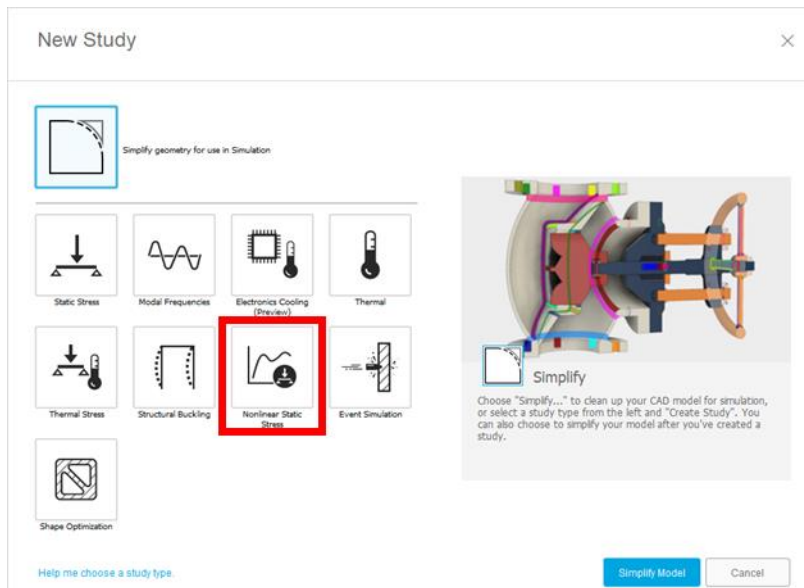 New Study
Simplify geometry for use in Simulation
Static Stress
Modal Frequencies
Electronics Cooling
(Preview)
Thermal
Thermal Stress
Structural Buckling
Nonlinear Static
Stress
Event Simulation
Shape Optimization
Simplify
Choose "Simplify..." to clean up your CAD model for simulation,
or select a study type from the left and "Create Study". You
can also choose to simplify your model after you've created a
study.
Help me choose a study type.
Simplify Model
Cancel